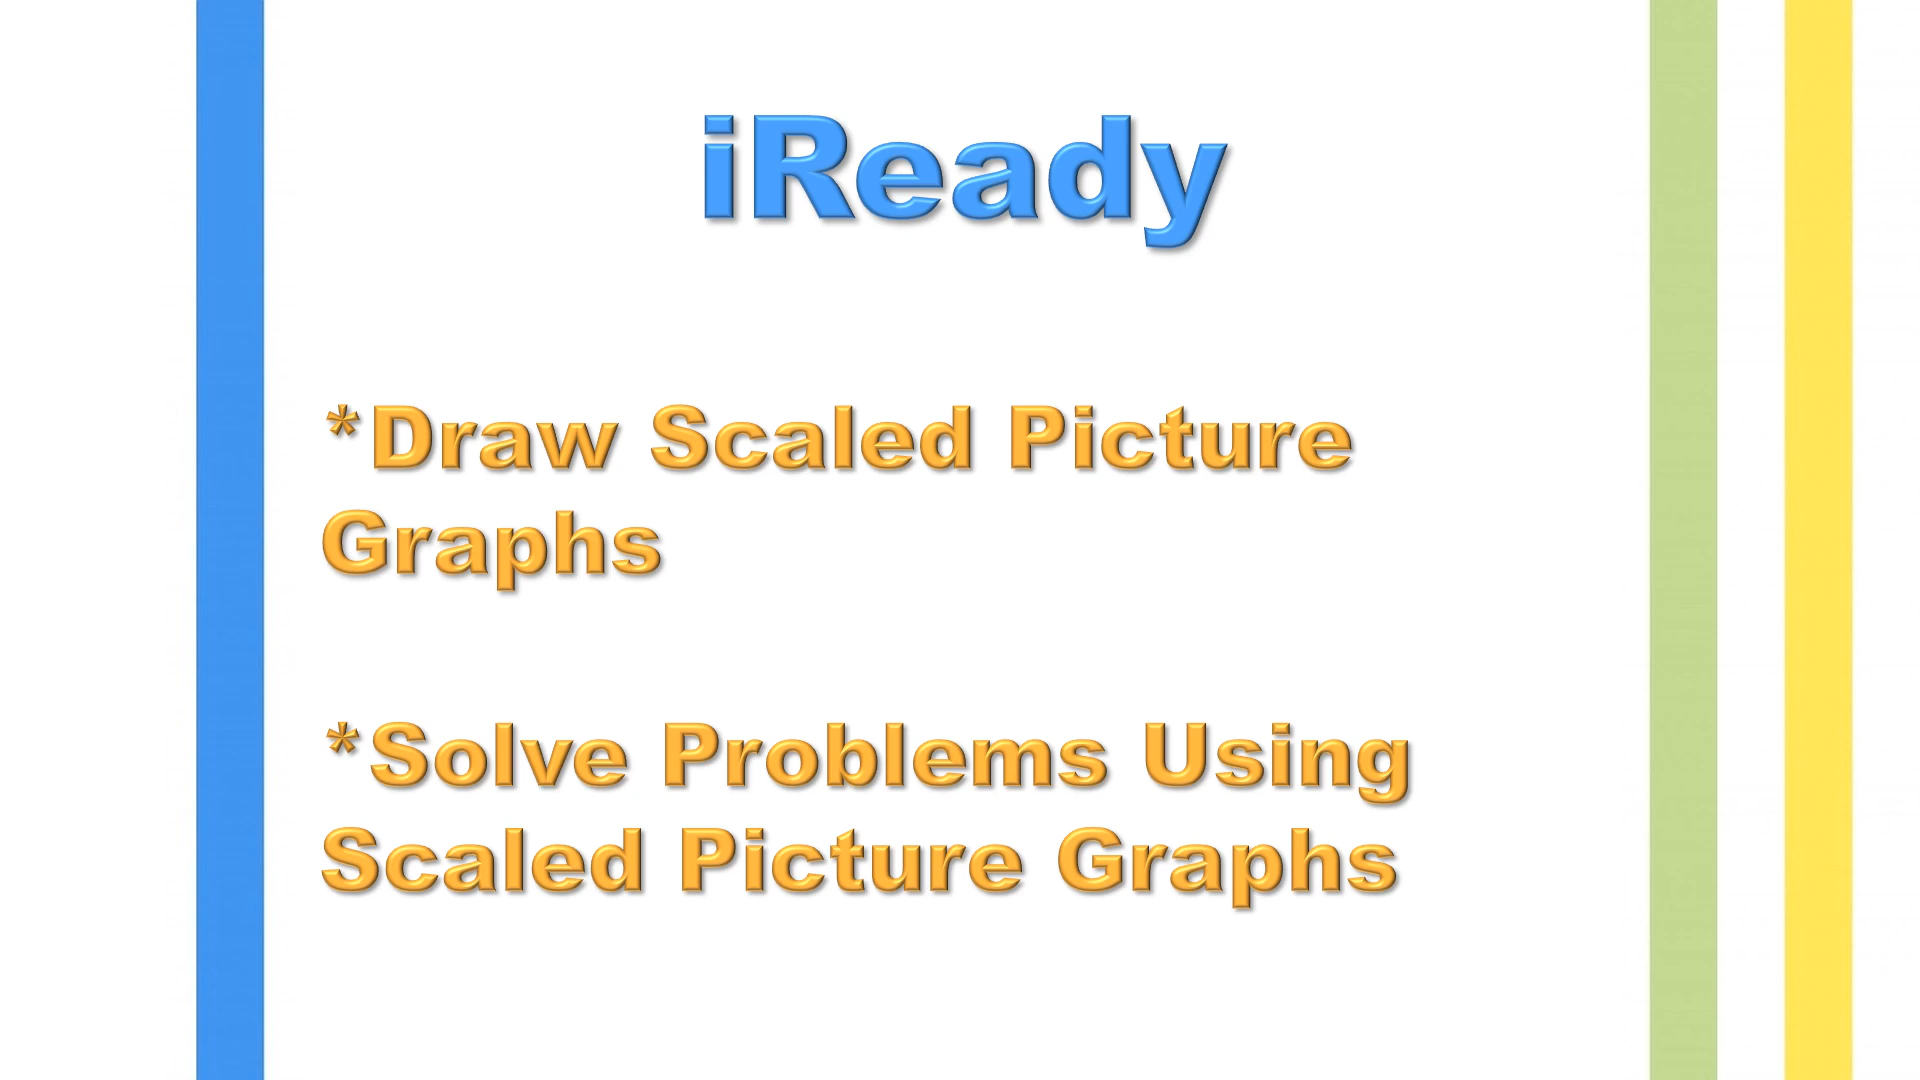 iReady
*Draw Scaled Picture
Graphs
*Solve Problems Using
Scaled Picture Graphs